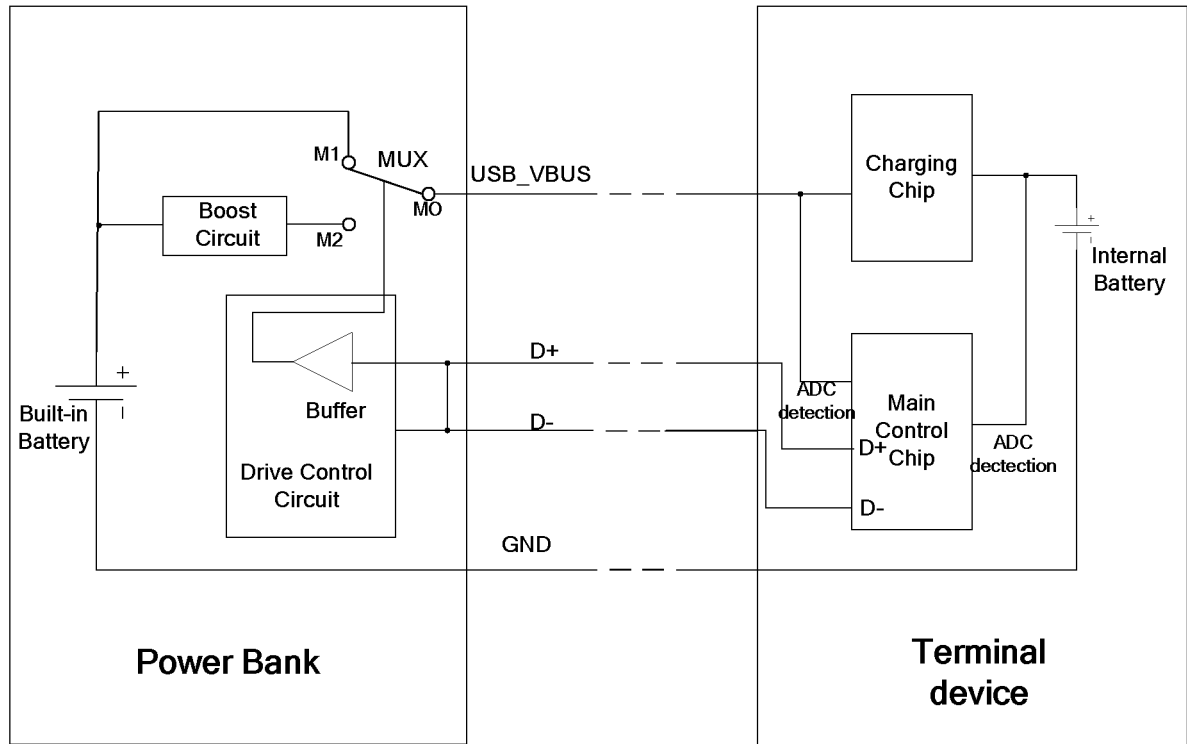 M1
MUX
USB_VBUS
M0
Boost
Circuit
M2
Charging
Chip
+
-
Internal
Battery
D+
Buffer
D-
Drive Control
Circuit
+
-
Built-in
Battery
ADC
detection
Main
Control
Chip
D+
D-
ADC
dectection
GND
Power Bank
Terminal
device